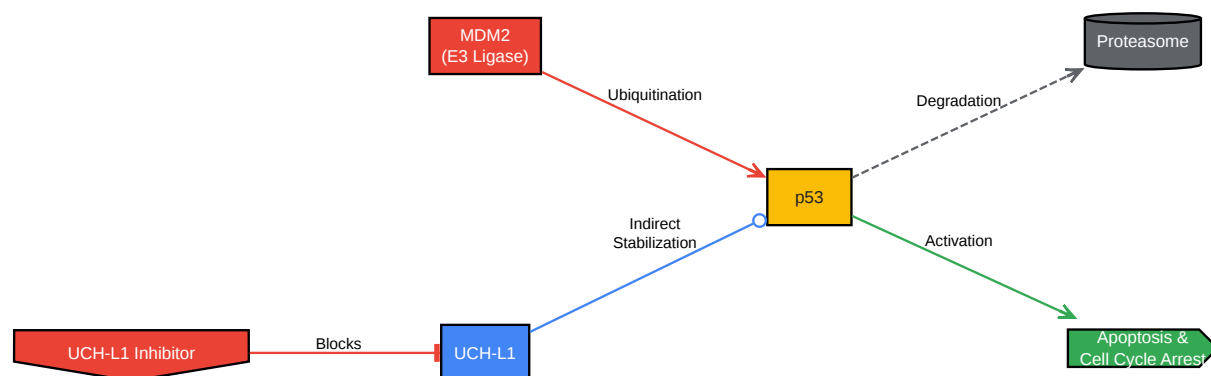 MDM2
(E3 Ligase)
Proteasome
Ubiquitination
Degradation
p53
Indirect
Stabilization
Activation
UCH-L1 Inhibitor
Blocks
UCH-L1
Apoptosis &
Cell Cycle Arrest